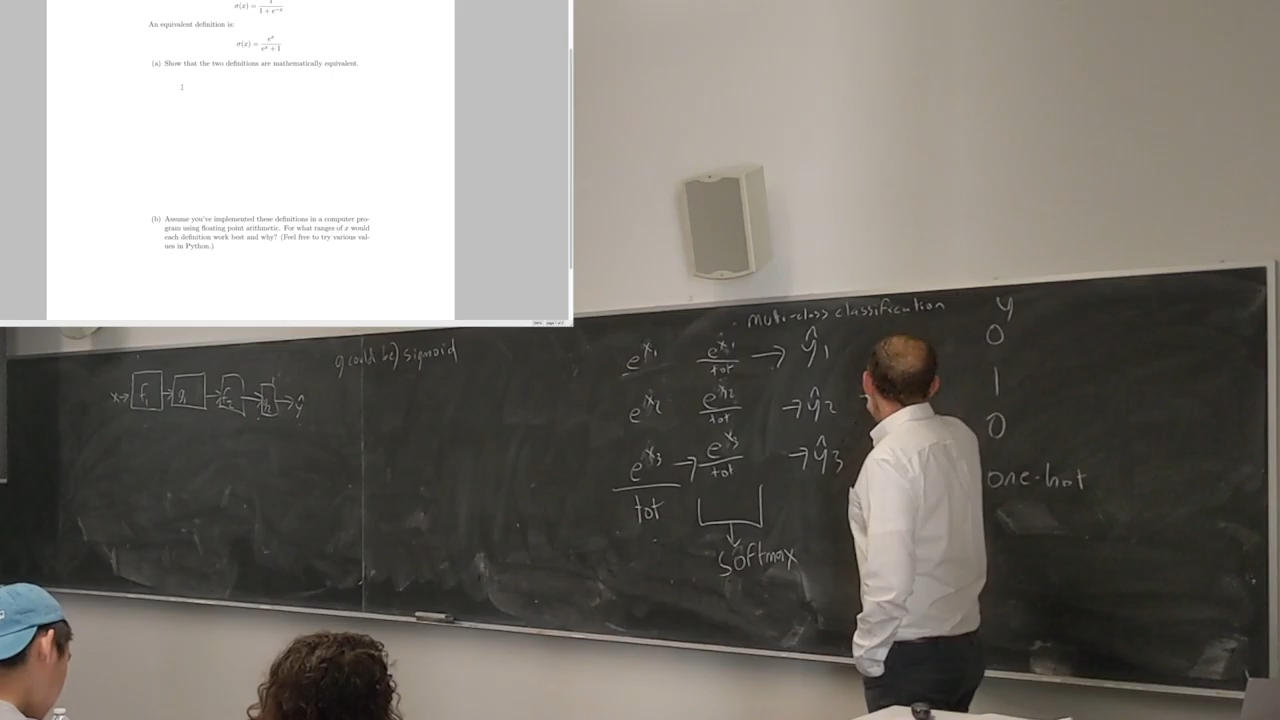 σ(x) = 1 / (1 + e^{-x})
An equivalent definition is:
σ(x) = e^x / (e^x + 1)
(a) Show that the two definitions are mathematically equivalent.
(b) Assume you've implemented these definitions in a computer pro-
gram using floating point arithmetic. For what ranges of x would
each definition work best and why? (Feel free to try various val-
ues in Python.)
g could be) sigmoid
x → f₁ → g₁ → f₂ → g₂ → ŷ
multi-class classification
y
e^{x₁} e^{x₁}/tot → ŷ₁ 0
e^{x₂} e^{x₂}/tot → ŷ₂ 1
e^{x₃} → e^{x₃}/tot → ŷ₃ 0
tot
one-hot
softmax